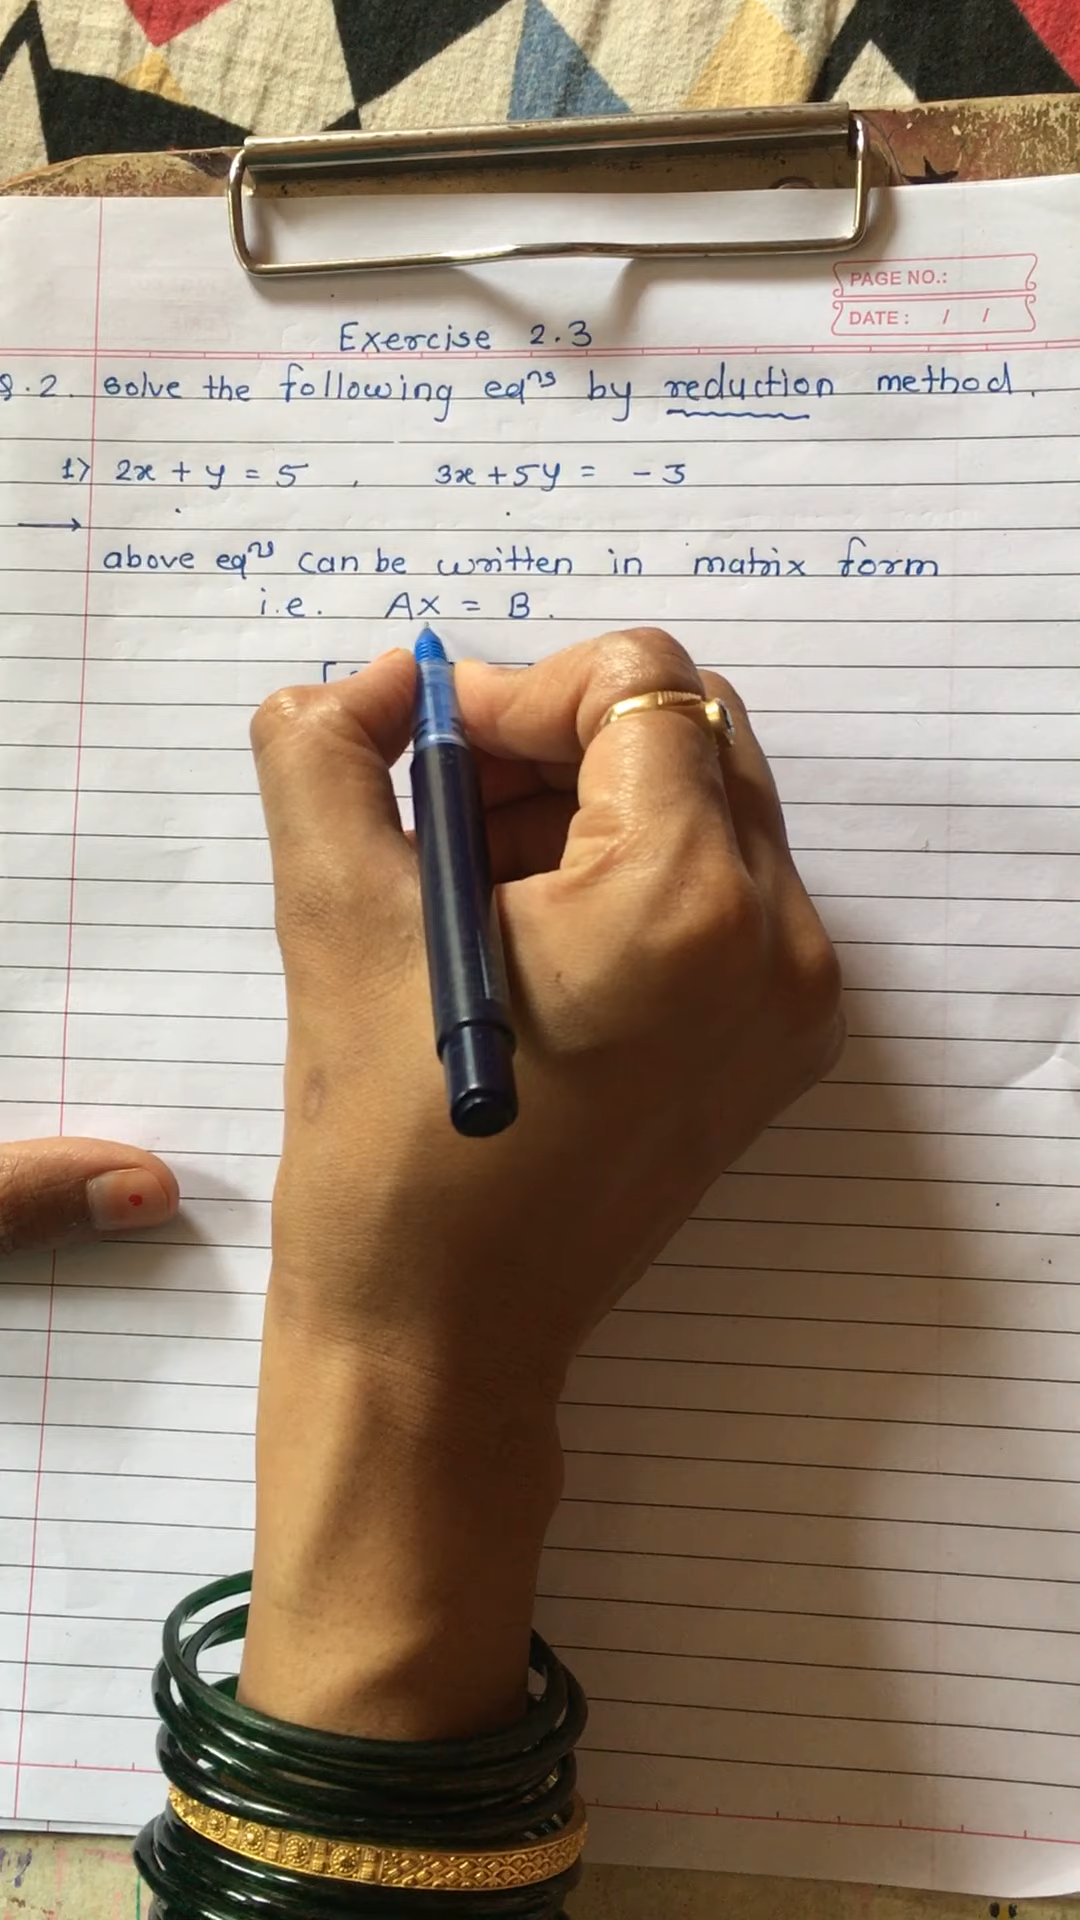 PAGE NO.:
DATE : / /
Exercise 2.3
Q.2. Solve the following eqns by reduction method.
1) 2x + y = 5 , 3x + 5y = -3
→
above eqns can be written in matrix form
i.e. AX = B.